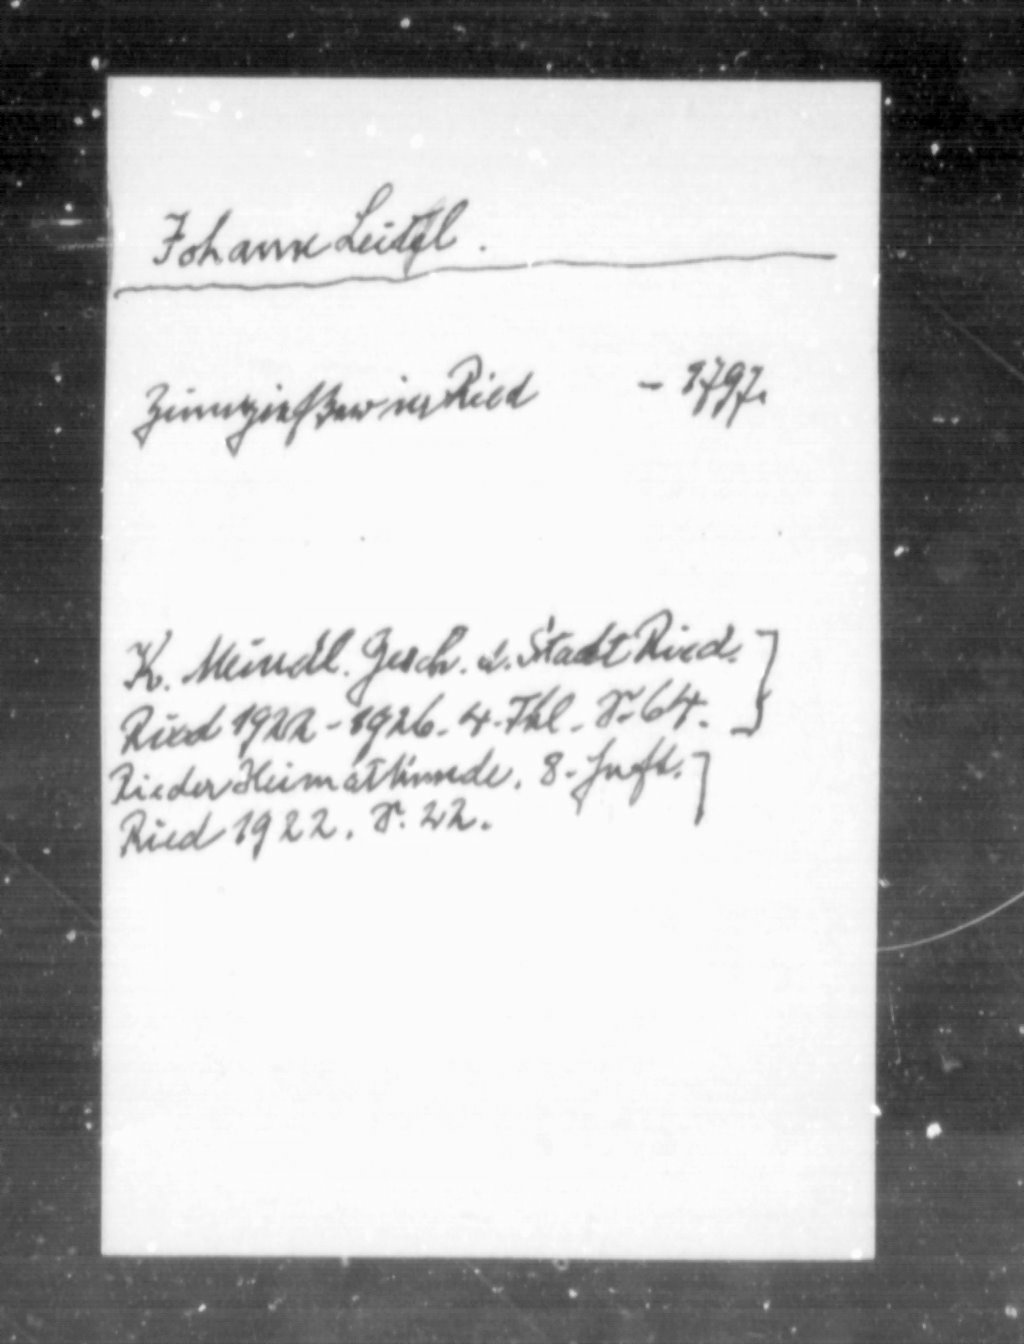 Johann Leitgl.
Zinngießer in Ried - 1797.
K. Meindl. Gesch. d. Stadt Ried.]
Ried 1922-1926. 4. Thl. S. 64.]
Rieder Heimatkunde. 8. Heft.]
Ried 1922. S. 22.